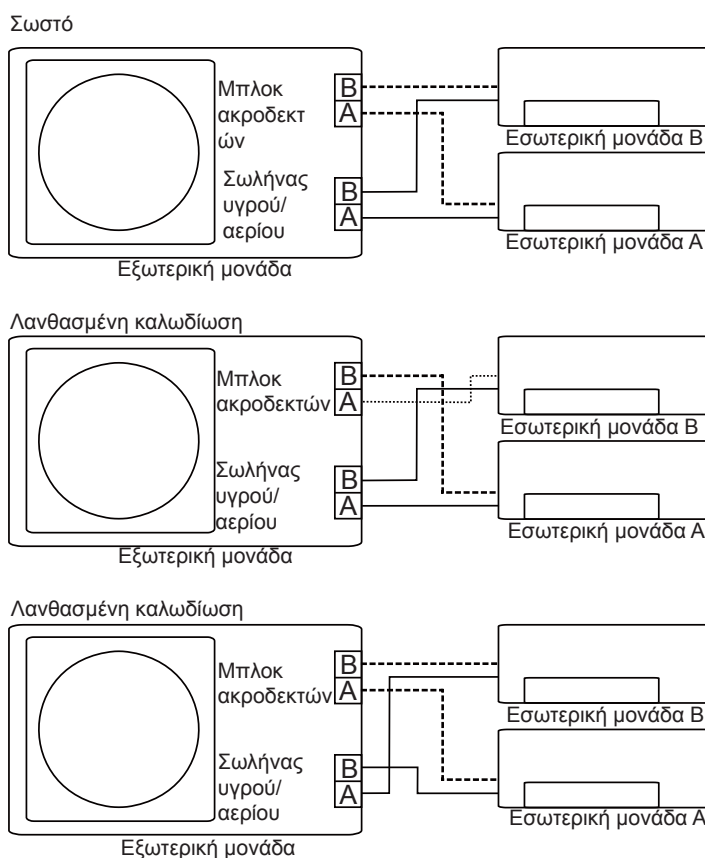 Σωστό
Μπλοκ
ακροδεκτ
ών
B
A
Σωλήνας
υγρού/
αερίου
B
A
Εξωτερική μονάδα
Εσωτερική μονάδα B
Εσωτερική μονάδα A
Λανθασμένη καλωδίωση
Μπλοκ
ακροδεκτών
B
A
Σωλήνας
υγρού/
αερίου
B
A
Εξωτερική μονάδα
Εσωτερική μονάδα B
Εσωτερική μονάδα A
Λανθασμένη καλωδίωση
Μπλοκ
ακροδεκτών
B
A
Σωλήνας
υγρού/
αερίου
B
A
Εξωτερική μονάδα
Εσωτερική μονάδα B
Εσωτερική μονάδα A